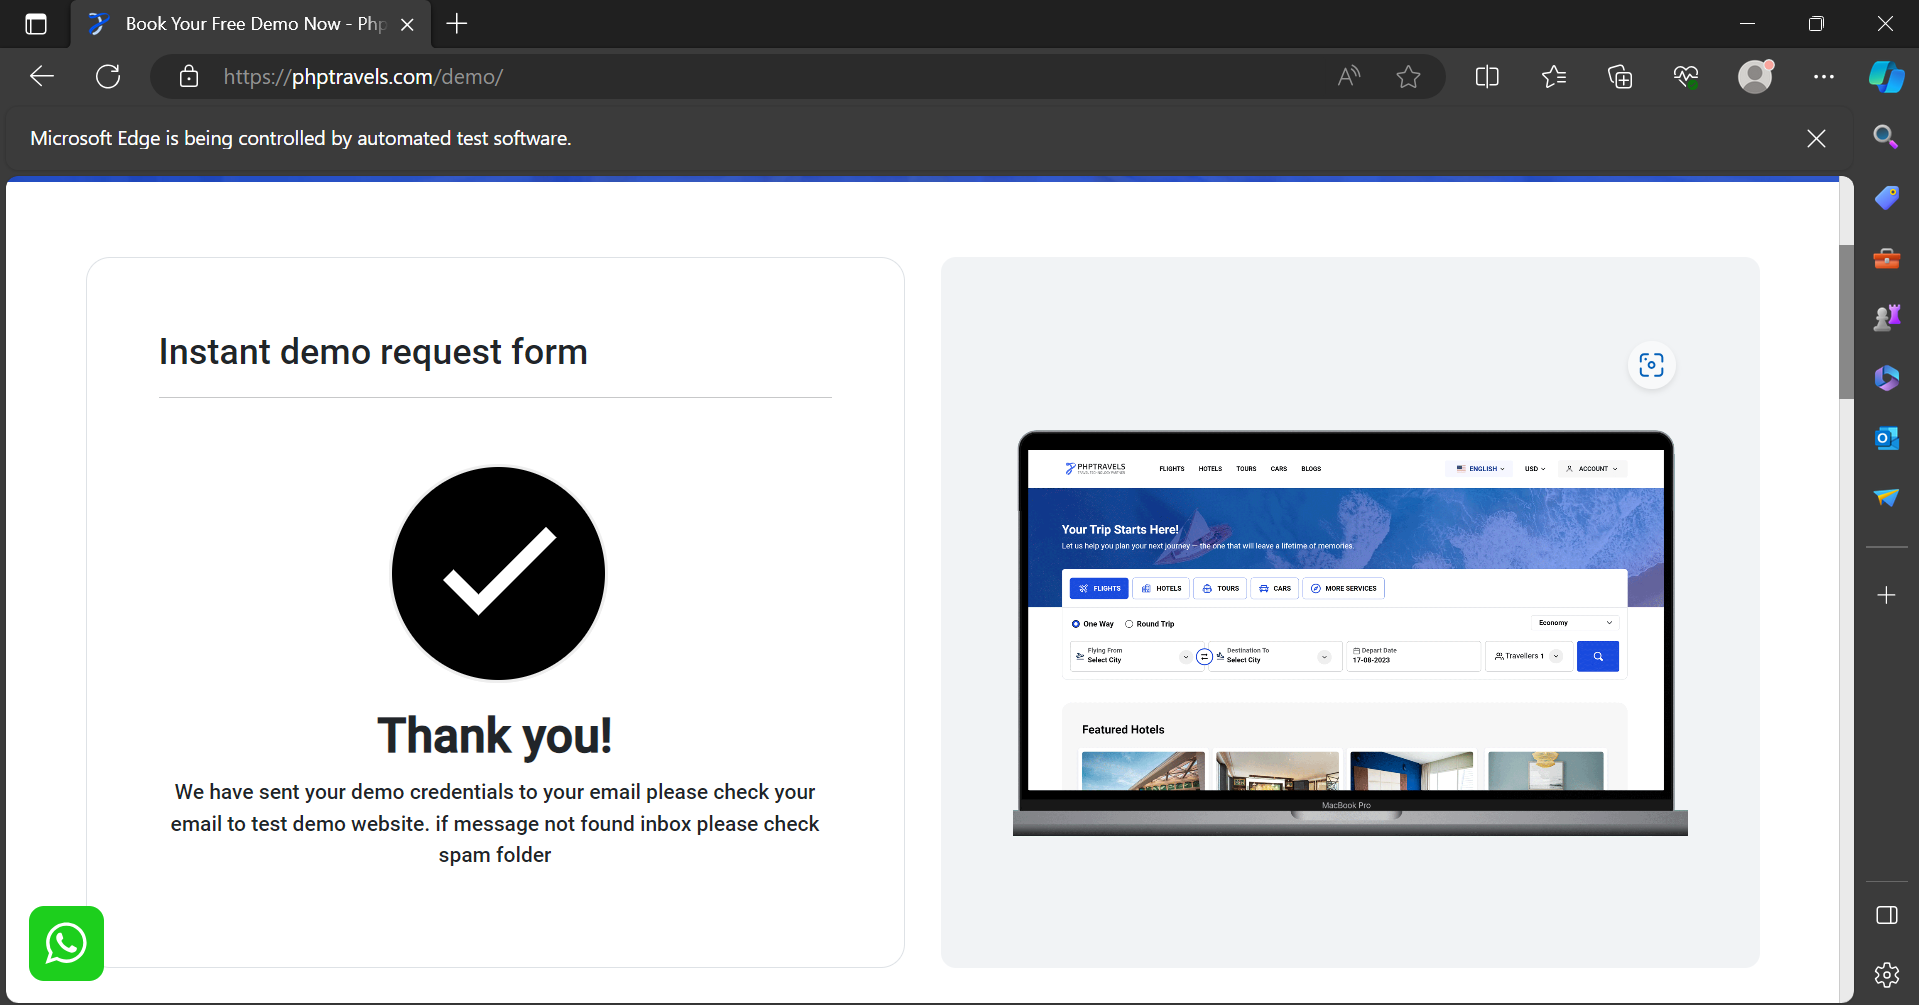 Book Your Free Demo Now - Php
https://phptravels.com/demo/
Microsoft Edge is being controlled by automated test software.
Instant demo request form
Thank you!
We have sent your demo credentials to your email please check your
email to test demo website. if message not found inbox please check
spam folder
PHPTRAVELS
FLIGHTS HOTELS TOURS CARS BLOGS
ENGLISH USD ACCOUNT
Your Trip Starts Here!
Let us help you plan your next journey — the one that will leave a lifetime of memories.
FLIGHTS HOTELS TOURS CARS MORE SERVICES
One Way Round Trip
Economy
Flying From
Select City
Destination To
Select City
Depart Date
17-08-2023
Travellers 1
Featured Hotels
MacBook Pro